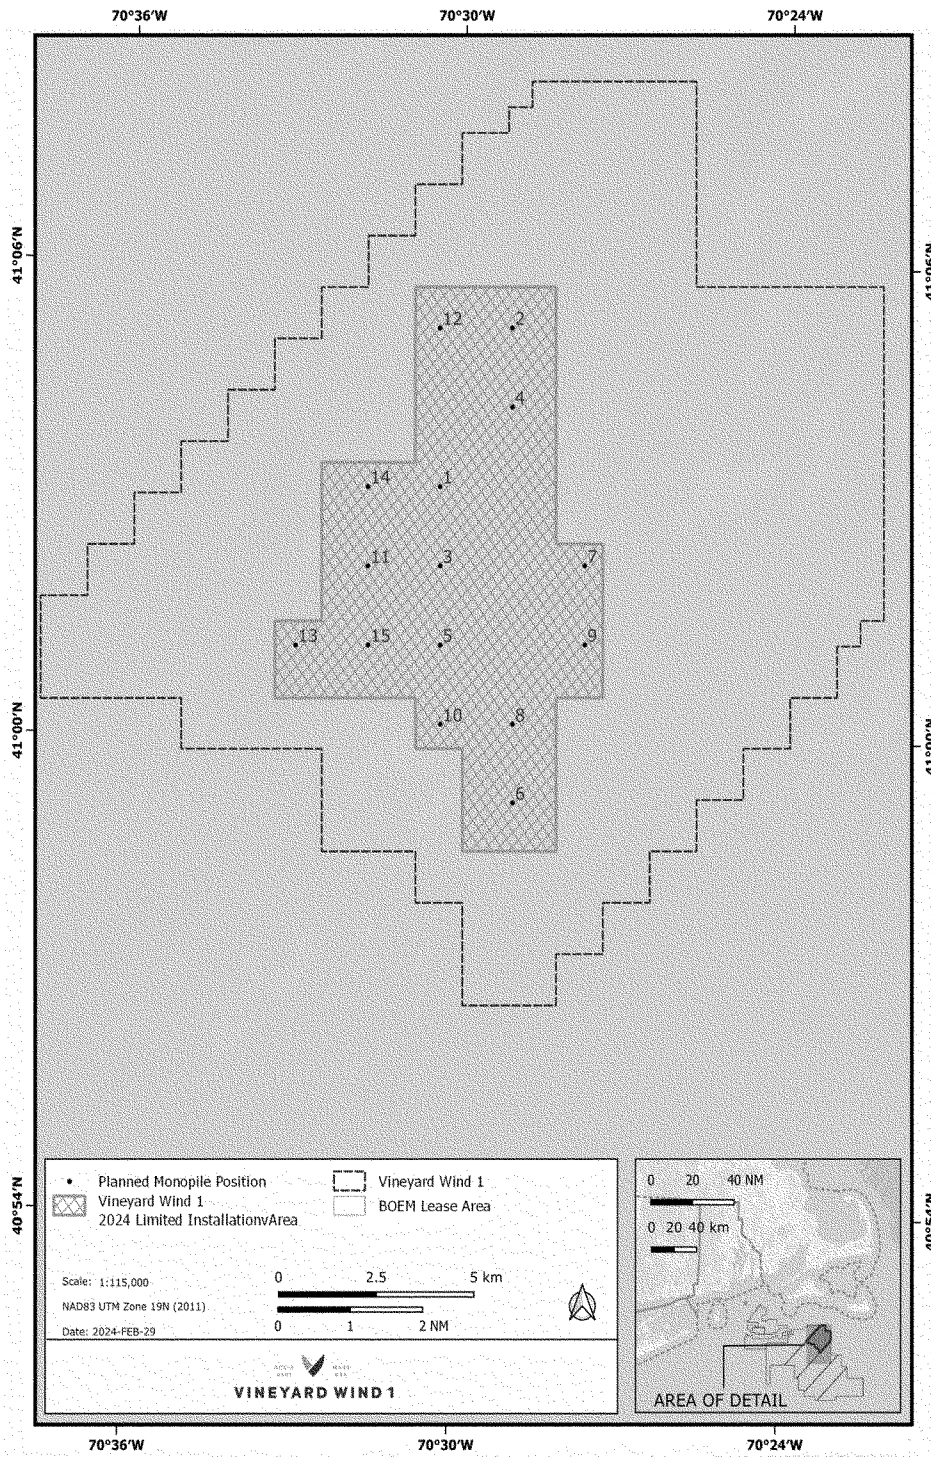 70°36'W 70°30'W 70°24'W
41°06'N
41°06'N
12 2
4
14 1
11 3 7
13 15 5 9
10 8
6
41°00'N
41°00'N
Planned Monopile Position
Vineyard Wind 1
2024 Limited InstallationvArea
Vineyard Wind 1
BOEM Lease Area
Scale: 1:115,000
NAD83 UTM Zone 19N (2011)
Date: 2024-FEB-29
0 2.5 5 km
0 1 2 NM
VINEYARD WIND 1
0 20 40 NM
0 20 40 km
AREA OF DETAIL
40°54'N
40°54'N
70°36'W 70°30'W 70°24'W